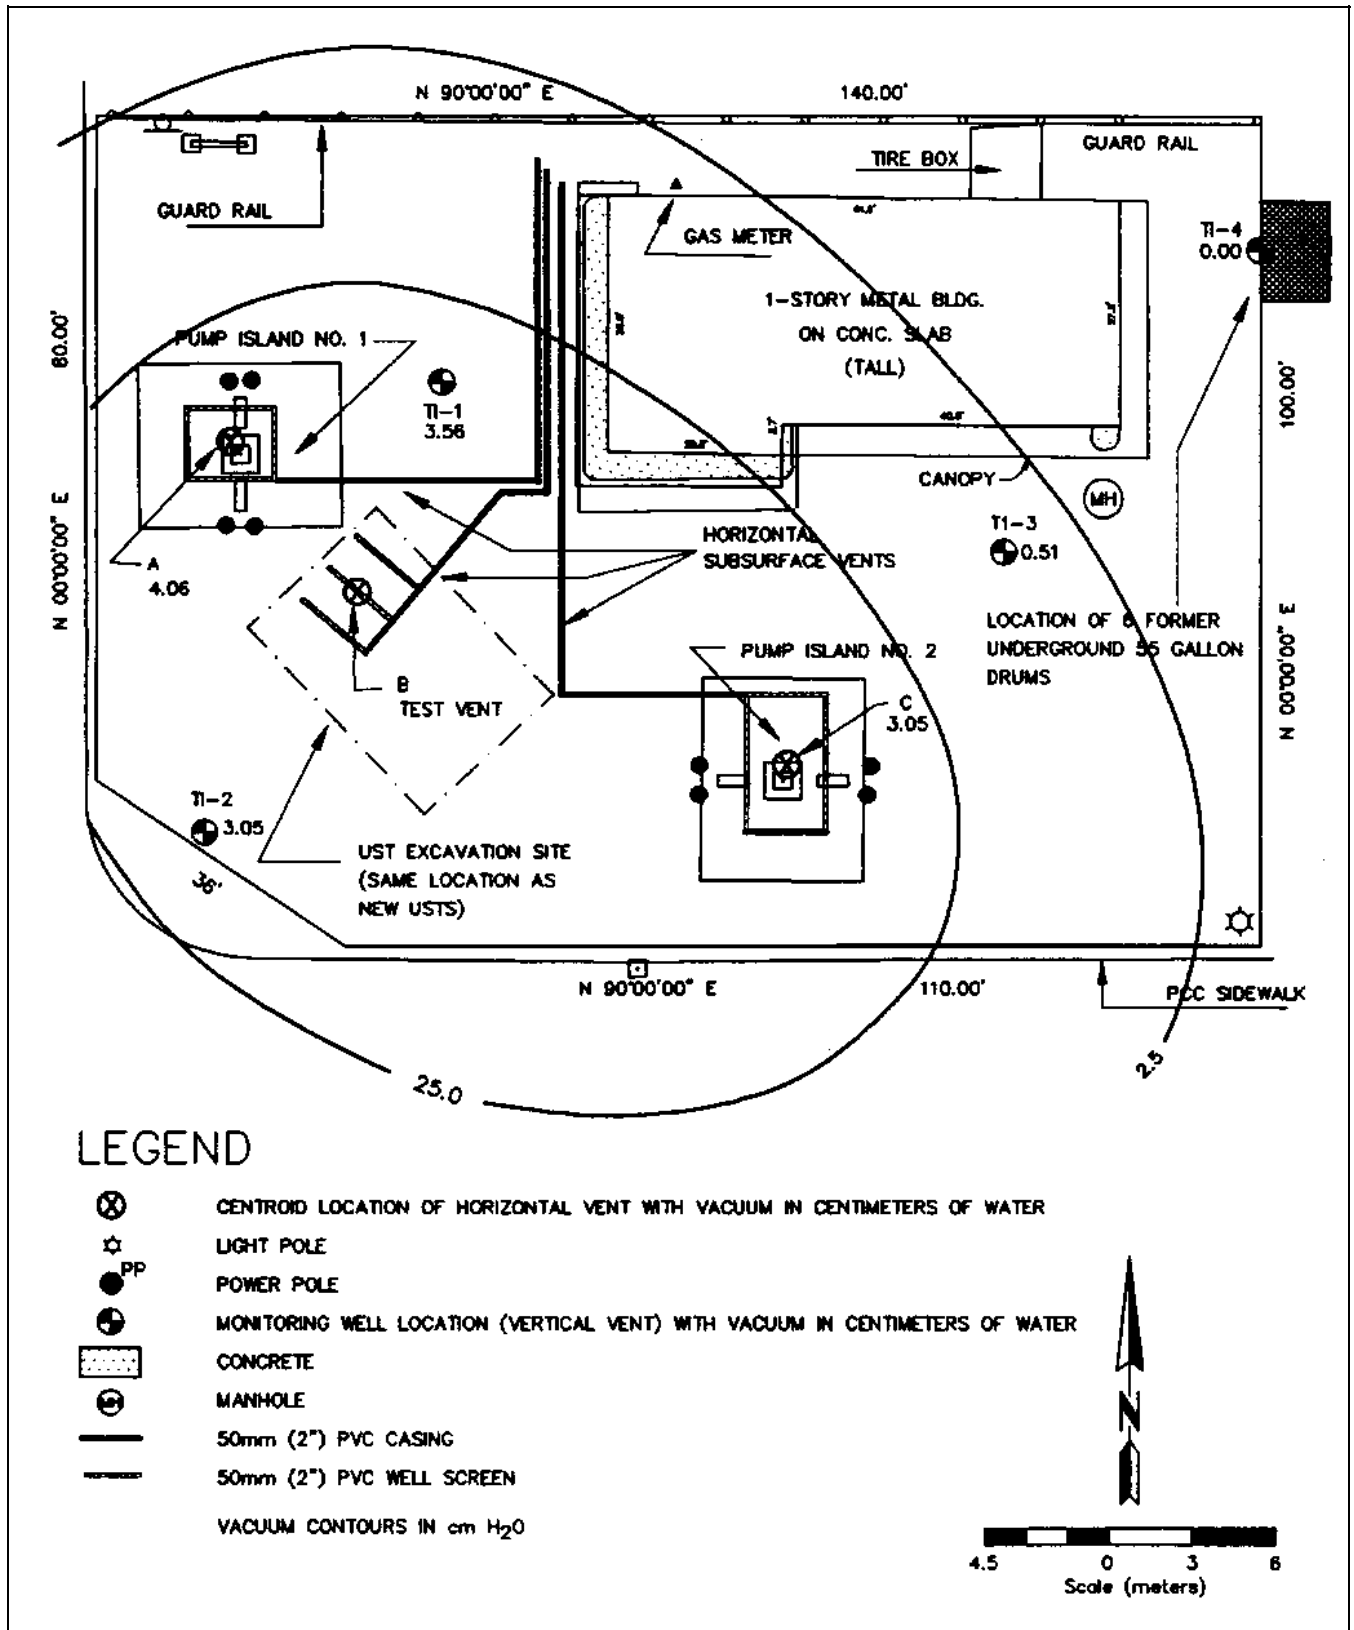 N 90°00'00" E
140.00'
GUARD RAIL
TIRE BOX
GUARD RAIL
GAS METER
TI-4
0.00
1-STORY METAL BLDG.
ON CONC. SLAB
(TALL)
60.00'
PUMP ISLAND NO. 1
TI-1
3.56
100.00'
CANOPY
MH
A
4.06
HORIZONTAL
SUBSURFACE VENTS
T1-3
0.51
N 00°00'00" E
LOCATION OF 6 FORMER
UNDERGROUND 55 GALLON
DRUMS
N 00°00'00" E
PUMP ISLAND NO. 2
B
TEST VENT
C
3.05
TI-2
3.05
36'
UST EXCAVATION SITE
(SAME LOCATION AS
NEW USTS)
N 90°00'00" E
110.00'
PCC SIDEWALK
25.0
2.5
LEGEND
CENTROID LOCATION OF HORIZONTAL VENT WITH VACUUM IN CENTIMETERS OF WATER
LIGHT POLE
PP
POWER POLE
MONITORING WELL LOCATION (VERTICAL VENT) WITH VACUUM IN CENTIMETERS OF WATER
CONCRETE
MH
MANHOLE
50mm (2") PVC CASING
50mm (2") PVC WELL SCREEN
VACUUM CONTOURS IN cm H2O
N
4.5 0 3 6
Scale (meters)